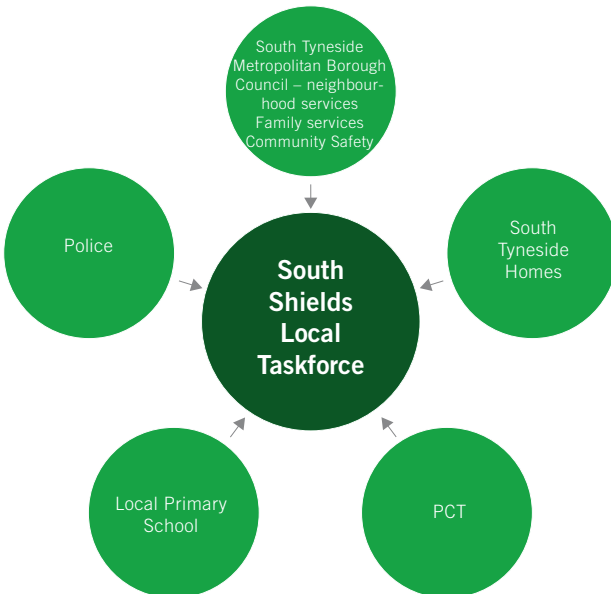 South Tyneside
Metropolitan Borough
Council – neighbour-
hood services
Family services
Community Safety
Police
South
Tyneside
Homes
South
Shields
Local
Taskforce
Local Primary
School
PCT